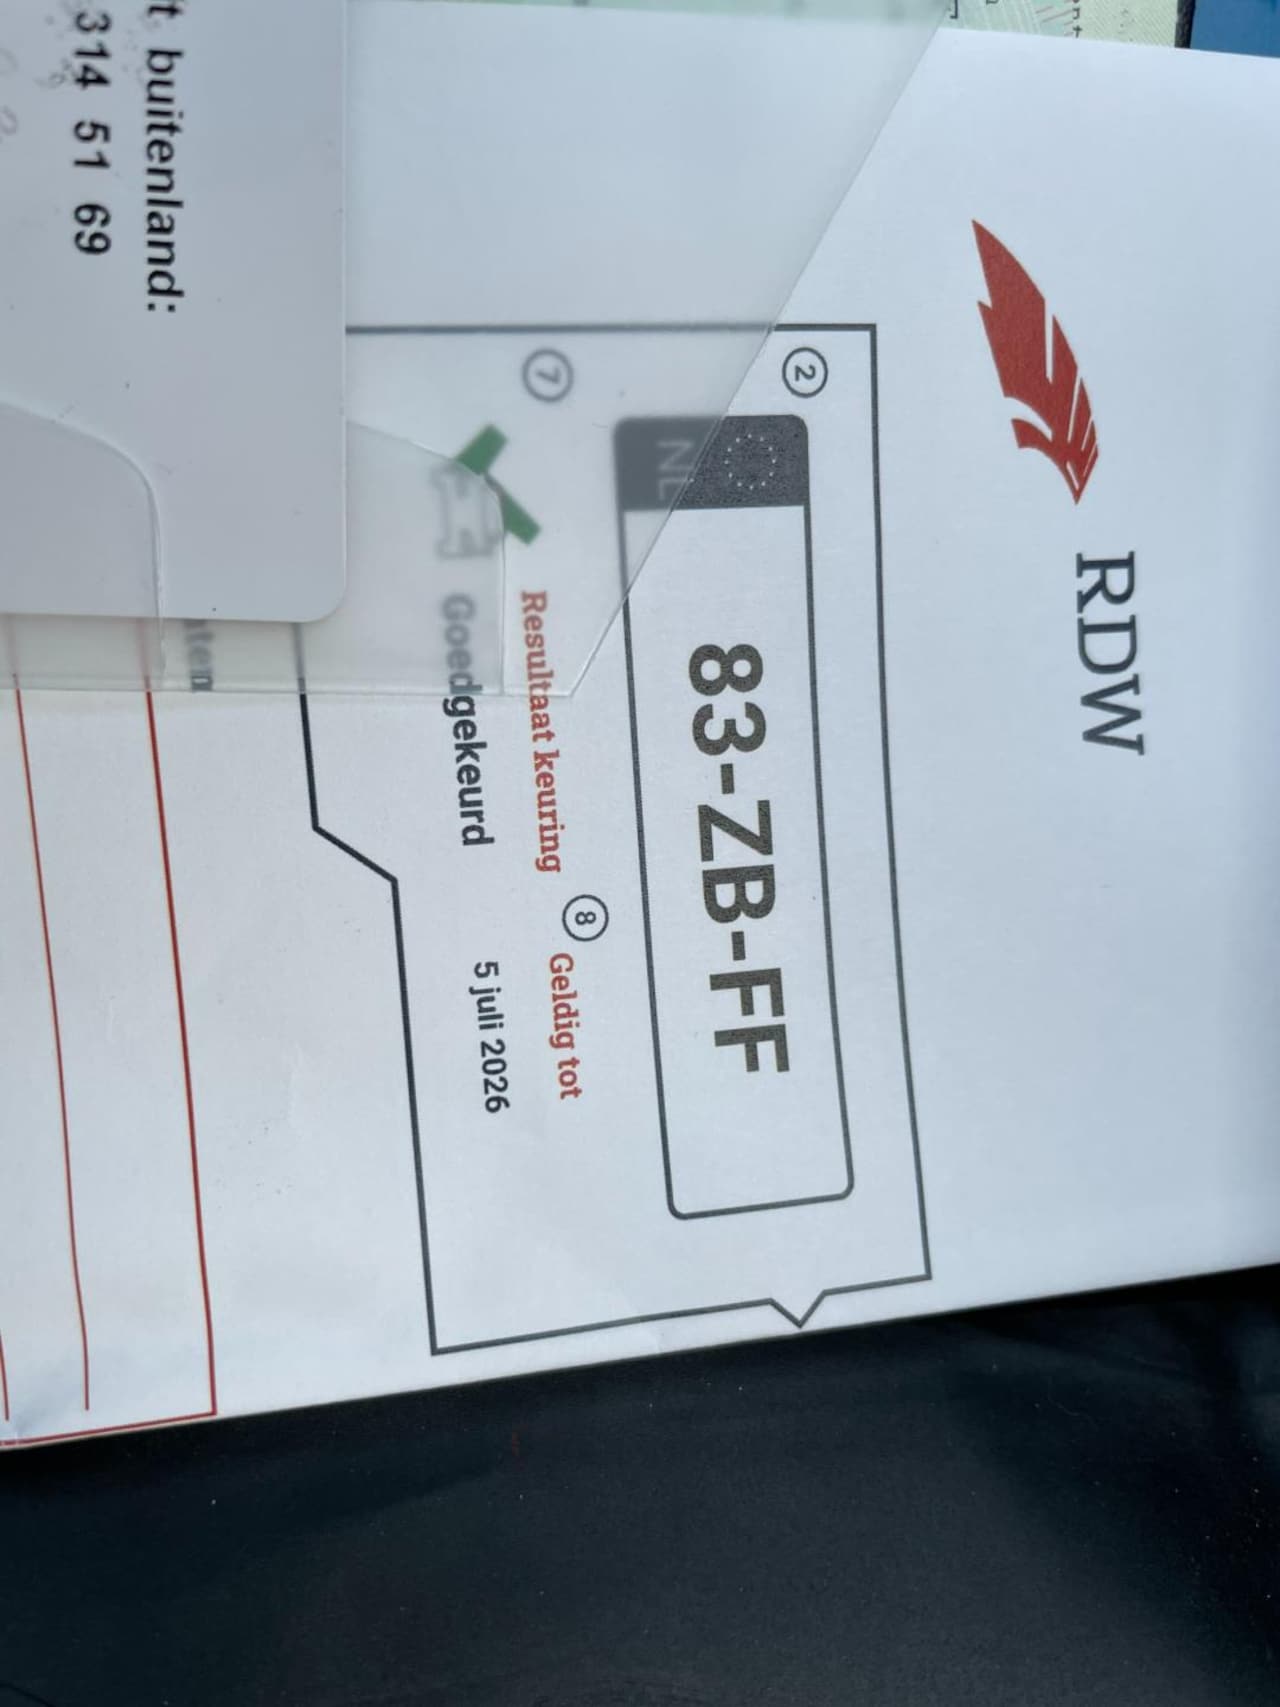 RDW
2
NL
83-ZB-FF
7
Resultaat keuring
Goedgekeurd
8
Geldig tot
5 juli 2026
buitenland:
314 51 69